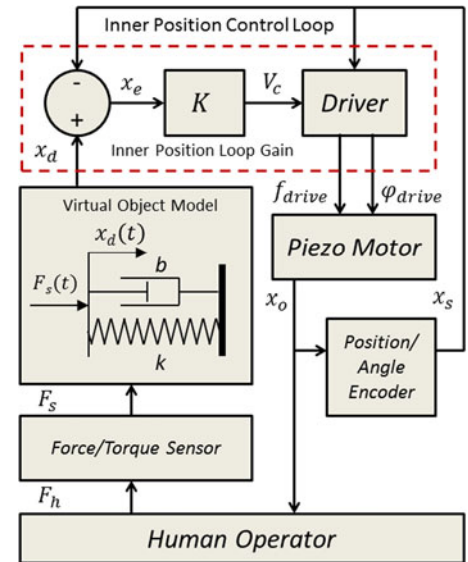 Inner Position Control Loop
-
+
x_e
K
V_c
Driver
x_d
Inner Position Loop Gain
f_drive
φ_drive
Virtual Object Model
x_d(t)
F_s(t)
b
k
Piezo Motor
x_o
x_s
Position/
Angle
Encoder
F_s
Force/Torque Sensor
F_h
Human Operator